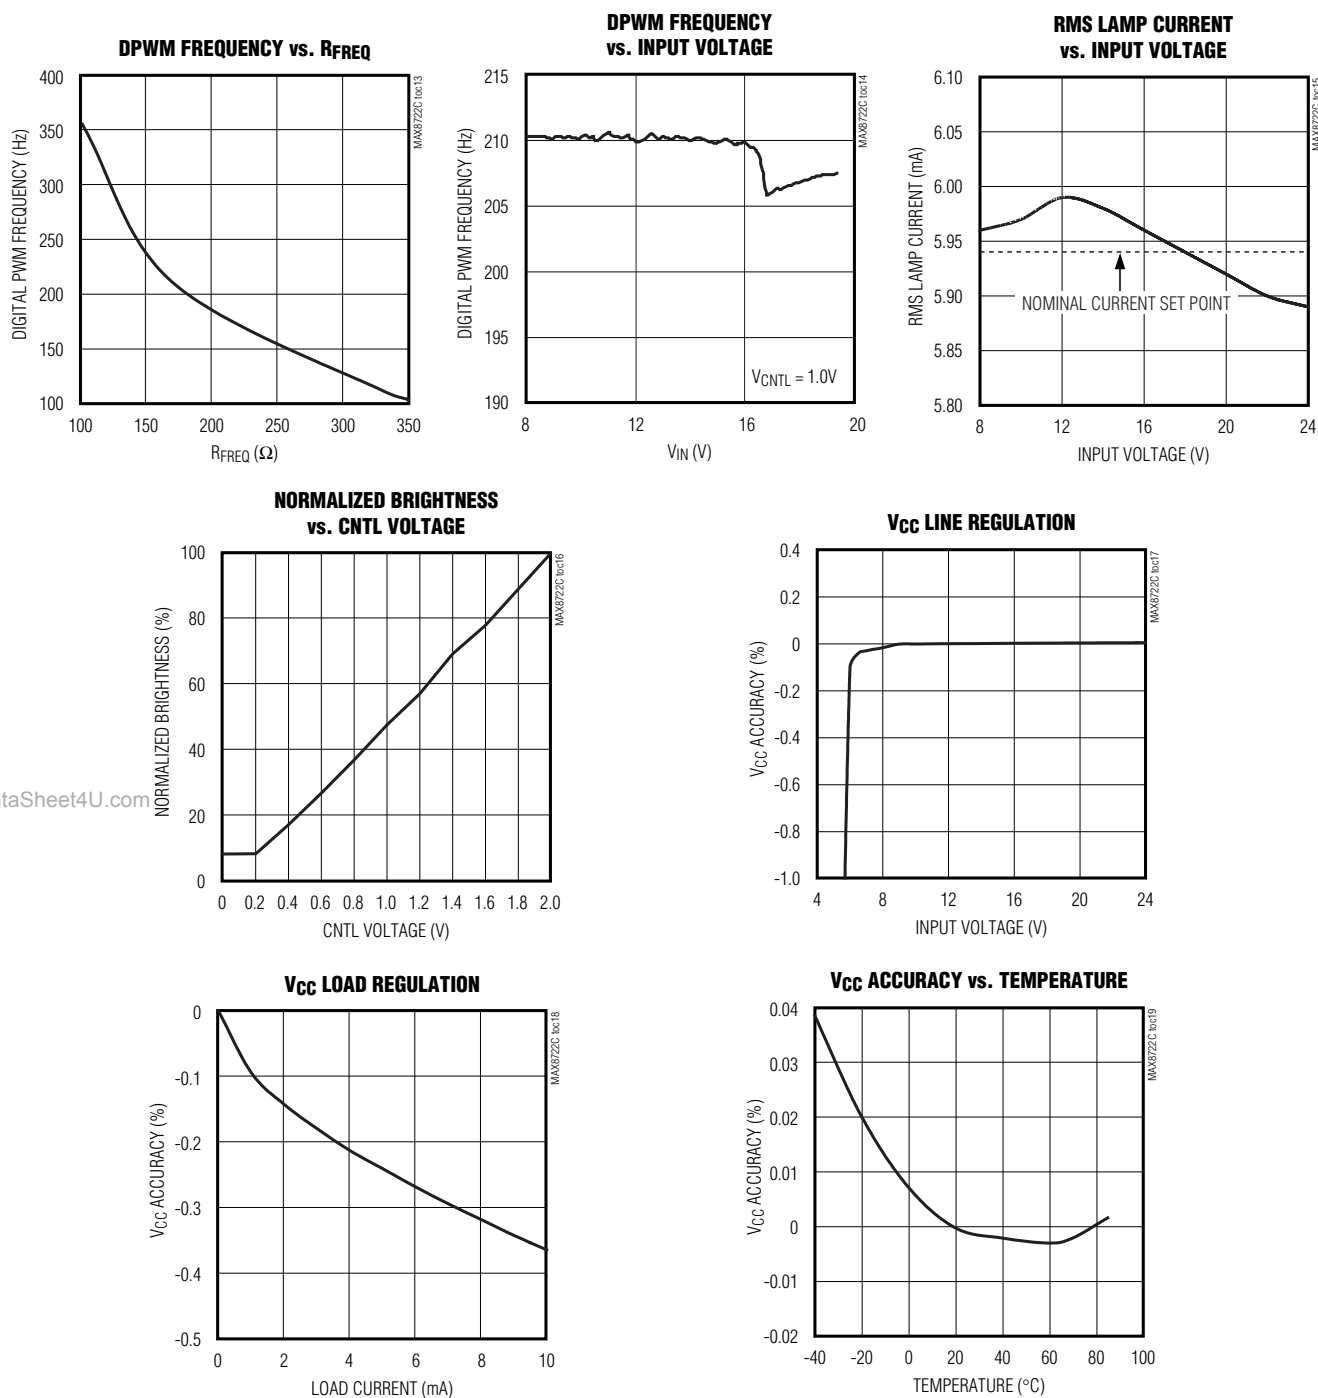 DPWM FREQUENCY vs. RFREQ
400
350
300
250
200
150
100
DIGITAL PWM FREQUENCY (Hz)
100 150 200 250 300 350
RFREQ (Ω)
MAX8722C toc13
DPWM FREQUENCY
vs. INPUT VOLTAGE
215
210
205
200
195
190
DIGITAL PWM FREQUENCY (Hz)
VCNTL = 1.0V
8 12 16 20
VIN (V)
MAX8722C toc14
RMS LAMP CURRENT
vs. INPUT VOLTAGE
6.10
6.05
6.00
5.95
5.90
5.85
5.80
RMS LAMP CURRENT (mA)
NOMINAL CURRENT SET POINT
8 12 16 20 24
INPUT VOLTAGE (V)
MAX8722C toc15
NORMALIZED BRIGHTNESS
vs. CNTL VOLTAGE
100
80
60
40
20
0
NORMALIZED BRIGHTNESS (%)
0 0.2 0.4 0.6 0.8 1.0 1.2 1.4 1.6 1.8 2.0
CNTL VOLTAGE (V)
MAX8722C toc16
ataSheet4U.com
VCC LINE REGULATION
0.4
0.2
0
-0.2
-0.4
-0.6
-0.8
-1.0
VCC ACCURACY (%)
4 8 12 16 20 24
INPUT VOLTAGE (V)
MAX8722C toc17
VCC LOAD REGULATION
0
-0.1
-0.2
-0.3
-0.4
-0.5
VCC ACCURACY (%)
0 2 4 6 8 10
LOAD CURRENT (mA)
MAX8722C toc18
VCC ACCURACY vs. TEMPERATURE
0.04
0.03
0.02
0.01
0
-0.01
-0.02
VCC ACCURACY (%)
-40 -20 0 20 40 60 80 100
TEMPERATURE (°C)
MAX8722C toc19